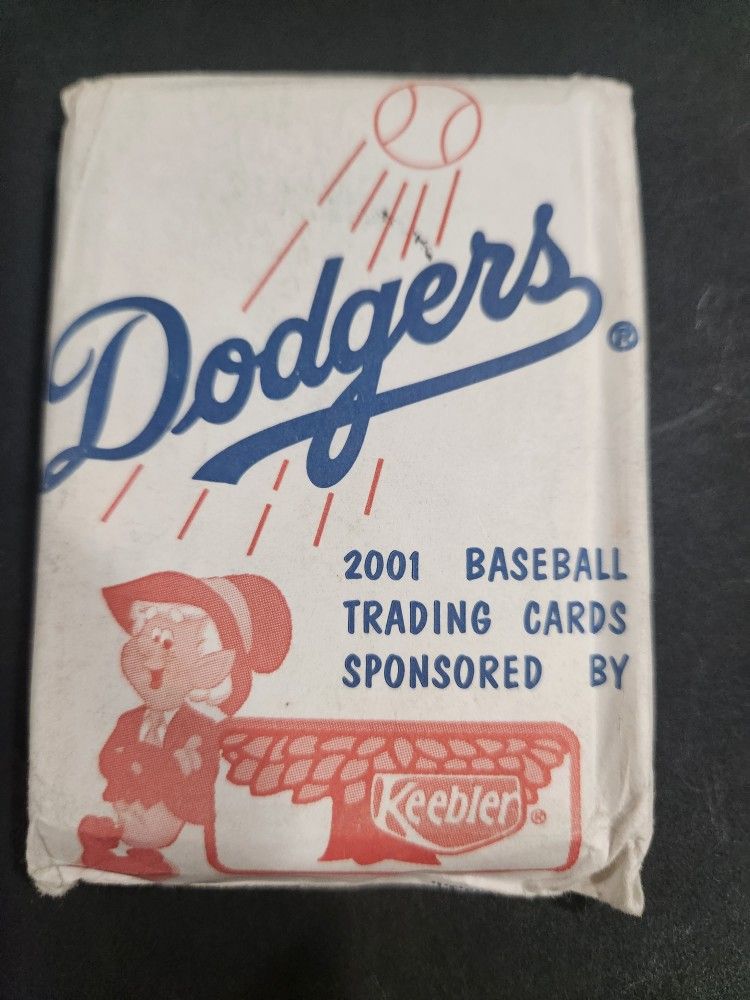 Dodgers®
2001 BASEBALL
TRADING CARDS
SPONSORED BY
Keebler®